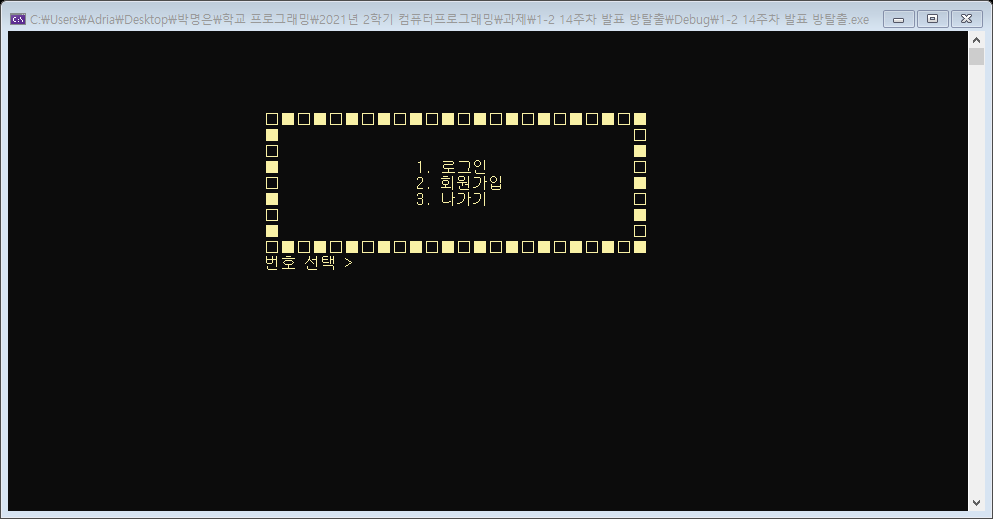 C:\Users\Adria\Desktop\박명은\학교 프로그래밍\2021년 2학기 컴퓨터프로그래밍\과제\1-2 14주차 발표 방탈출\Debug\1-2 14주차 발표 방탈출.exe
1. 로그인
2. 회원가입
3. 나가기
번호 선택 >